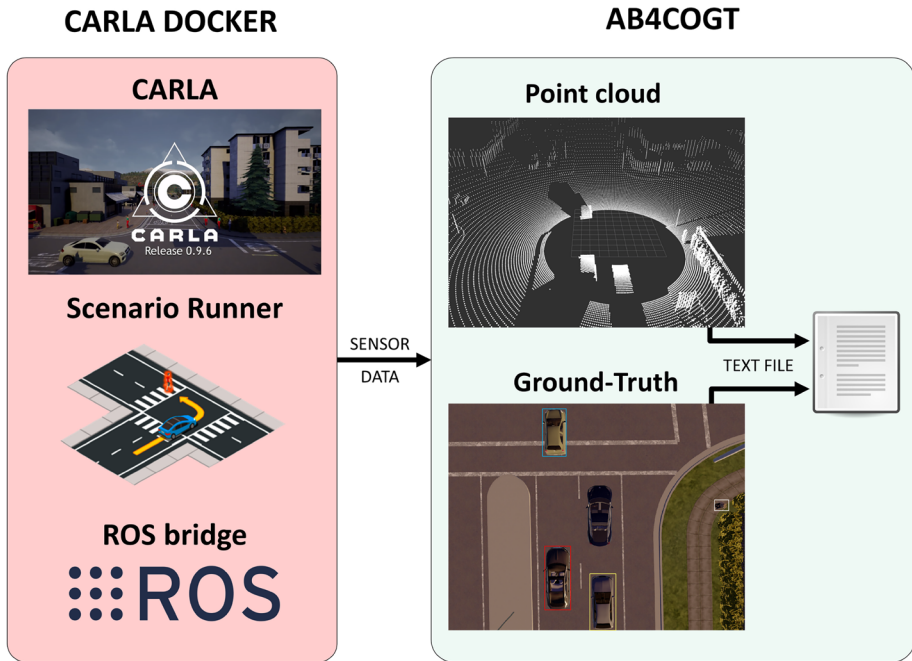 CARLA DOCKER
CARLA
CARLA
Release 0.9.6
Scenario Runner
ROS bridge
ROS
SENSOR
DATA
AB4COGT
Point cloud
Ground-Truth
TEXT FILE